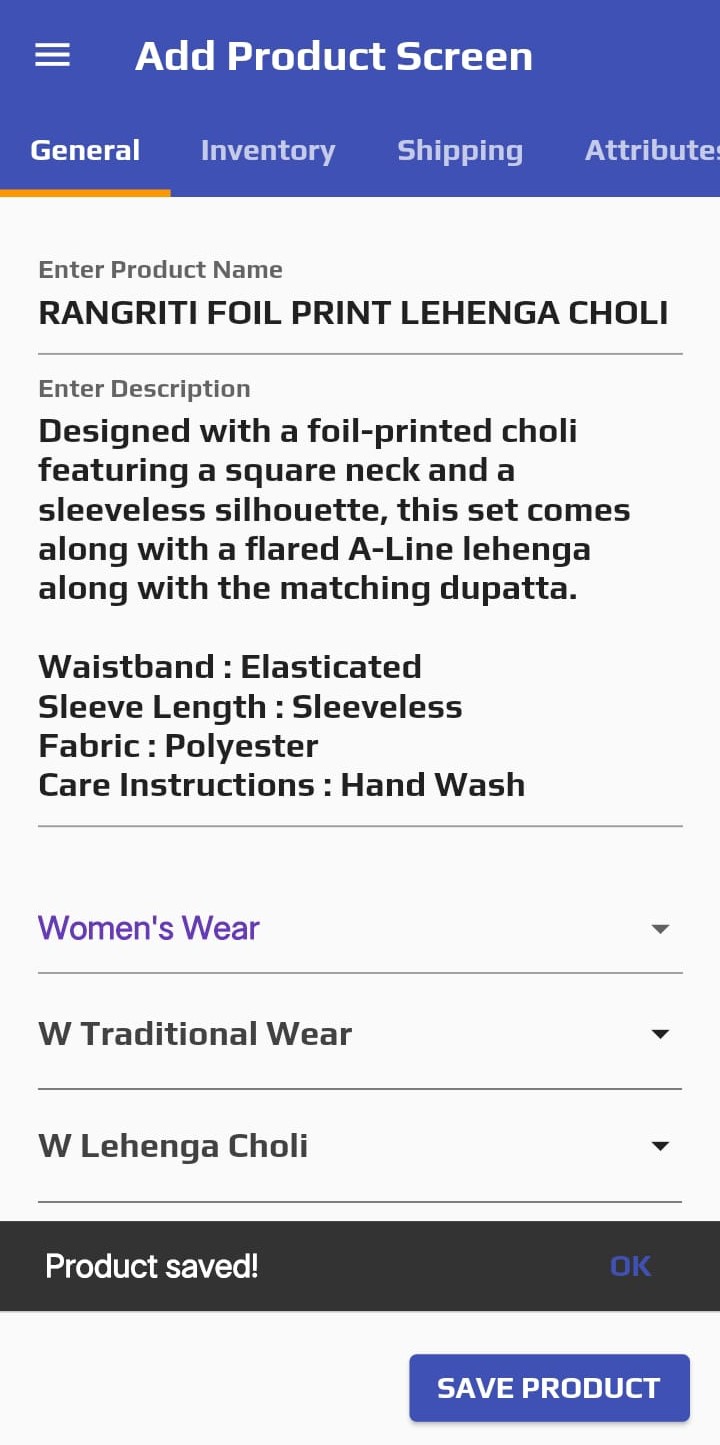 Add Product Screen
General Inventory Shipping Attributes
Enter Product Name
RANGRITI FOIL PRINT LEHENGA CHOLI
Enter Description
Designed with a foil-printed choli
featuring a square neck and a
sleeveless silhouette, this set comes
along with a flared A-Line lehenga
along with the matching dupatta.
Waistband : Elasticated
Sleeve Length : Sleeveless
Fabric : Polyester
Care Instructions : Hand Wash
Women's Wear
W Traditional Wear
W Lehenga Choli
Product saved! OK
SAVE PRODUCT